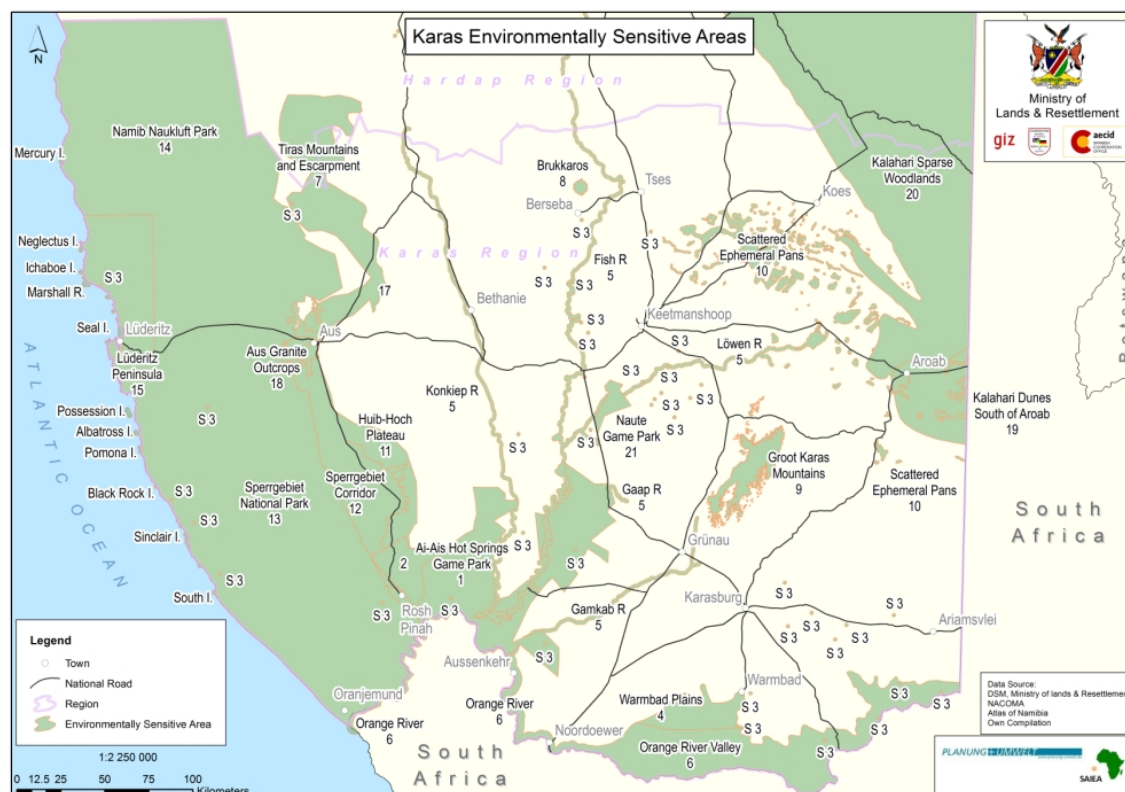 Karas Environmentally Sensitive Areas
N
Ministry of
Lands & Resettlement
giz
aecid
Hardap Region
Karas Region
Namib Naukluft Park
14
Mercury I.
Tiras Mountains
and Escarpment
7
Brukkaros
8
Berseba
Tses
Koes
Kalahari Sparse
Woodlands
20
S 3
S 3
S 3
Neglectus I.
Ichaboe I.
Marshall R.
S 3
Fish R
5
Scattered
Ephemeral Pans
10
S 3
S 3
17
Bethanie
Seal I.
Lüderitz
Aus
S 3
Keetmanshoop
S 3
S 3
Lüderitz
Peninsula
15
Aus Granite
Outcrops
18
Löwen R
5
Aroab
Possession I.
Albatross I.
Pomona I.
S 3
Konkiep R
5
S 3
S 3
S 3
S 3
S 3
Kalahari Dunes
South of Aroab
19
Huib-Hoch
Plateau
11
Naute
Game Park
21
S 3
S 3
Black Rock I.
S 3
Sperrgebiet
National Park
13
Sperrgebiet
Corridor
12
Groot Karas
Mountains
9
Scattered
Ephemeral Pans
10
Gaap R
5
S 3
Sinclair I.
S 3
Grünau
Ai-Ais Hot Springs
Game Park
1
2
S 3
South I.
S 3
Rosh
Pinah
S 3
S 3
Gamkab R
5
Karasburg
S 3
S 3
S 3
S 3
S 3
S 3
Ariamsvlei
Aussenkehr
S 3
Oranjemund
Orange River
6
Orange River
6
Noordoewer
Warmbad Plains
4
Warmbad
S 3
S 3
S 3
S 3
S 3
S 3
Orange River Valley
6
South
Africa
South
Africa
ATLANTIC OCEAN
Legend
Town
National Road
Region
Environmentally Sensitive Area
1:2 250 000
0 12.5 25 50 75 100
Kilometers
Data Source:
DSM, Ministry of lands & Resettlement
NACOMA
Atlas of Namibia
Own Compilation
PLANUNG+UMWELT
SAIEA